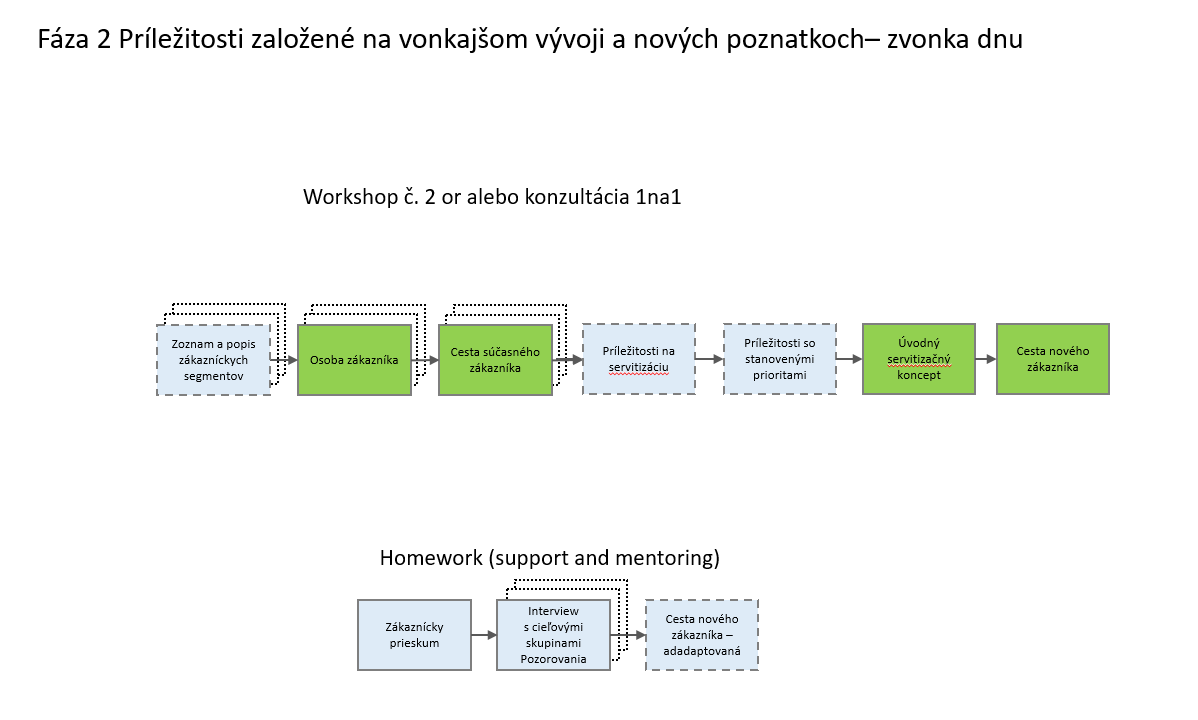 Fáza 2 Príležitosti založené na vonkajšom vývoji a nových poznatkoch– zvonka dnu
Workshop č. 2 or alebo konzultácia 1na1
Zoznam a popis
zákazníckych
segmentov
Osoba zákazníka
Cesta súčasného
zákazníka
Príležitosti na
servitizáciu
Príležitosti so
stanovenými
prioritami
Úvodný
servitizačný
koncept
Cesta nového
zákazníka
Homework (support and mentoring)
Zákaznícky
prieskum
Interview
s cieľovými
skupinami
Pozorovania
Cesta nového
zákazníka –
adadaptovaná